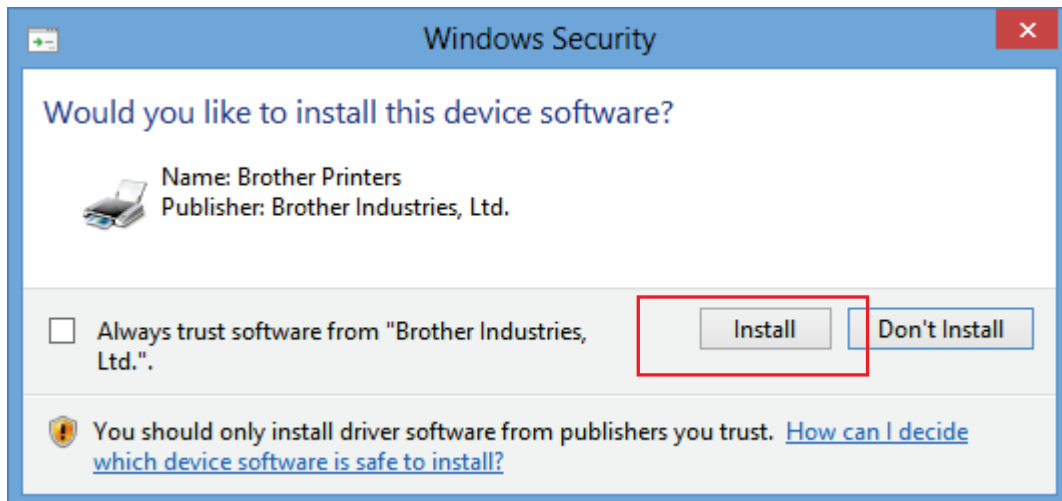 Windows Security
Would you like to install this device software?
Name: Brother Printers
Publisher: Brother Industries, Ltd.
Always trust software from "Brother Industries,
Ltd.".
Install
Don't Install
You should only install driver software from publishers you trust. How can I decide
which device software is safe to install?